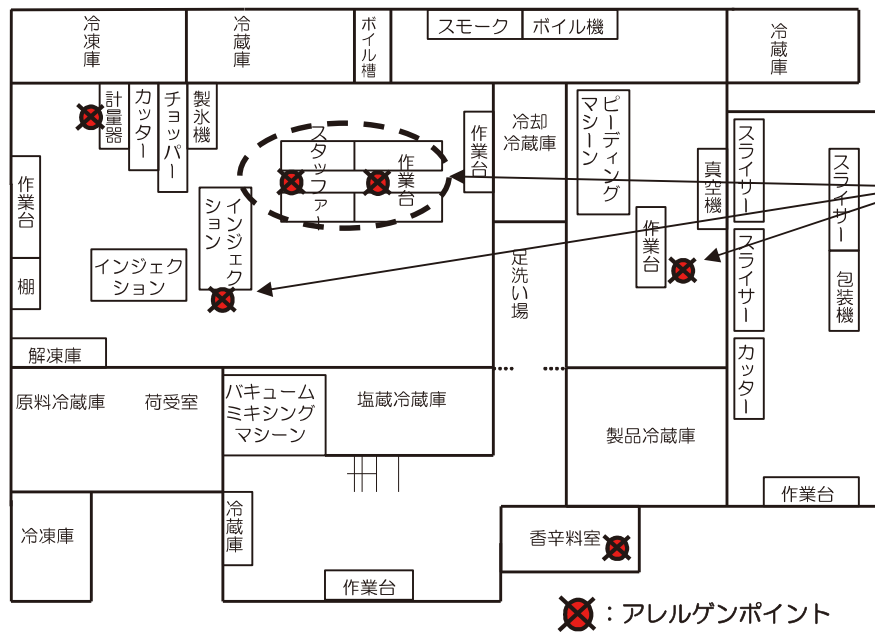 冷凍庫
冷蔵庫
ボイル槽
スモーク
ボイル機
冷蔵庫
計量器
カッター
チョッパー
製氷機
スタッファー
作業台
作業台
冷却
冷蔵庫
ピーディング
マシーン
真空機
スライサー
スライサー
作業台
棚
インジェク
ション
インジェク
ション
足洗い場
作業台
スライサー
包装機
カッター
解凍庫
原料冷蔵庫
荷受室
バキューム
ミキシング
マシーン
塩蔵冷蔵庫
製品冷蔵庫
作業台
冷凍庫
冷蔵庫
作業台
香辛料室
：アレルゲンポイント